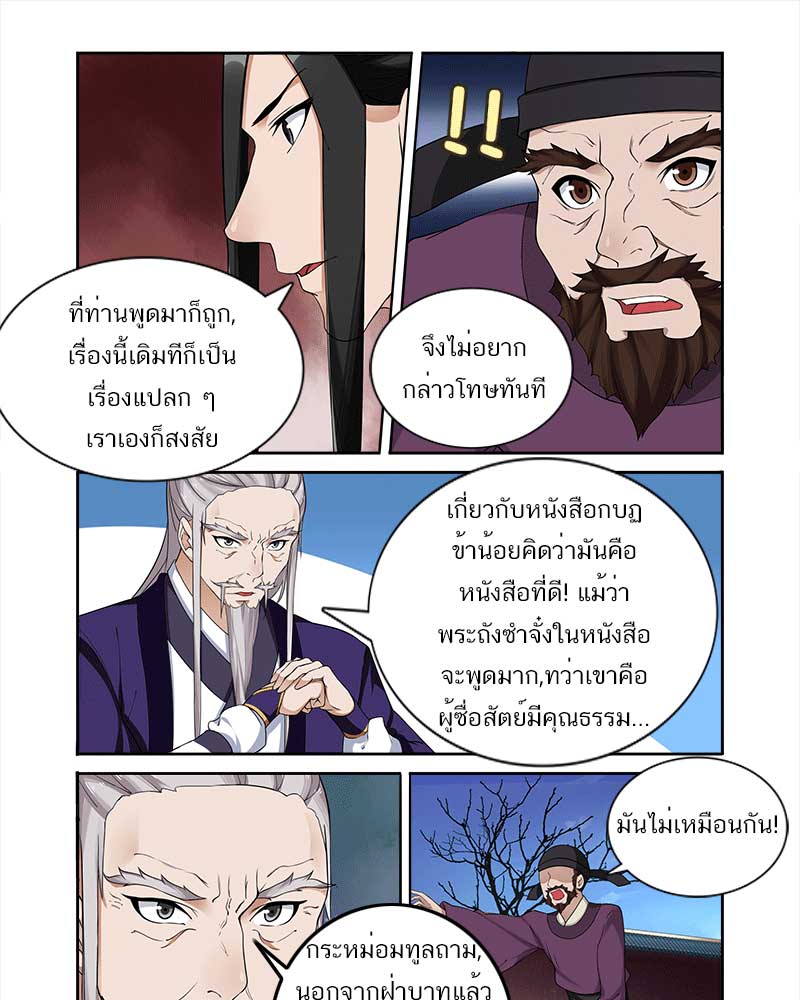 !!
ที่ท่านพูดมาก็ถูก,
เรื่องนี้เดิมทีก็เป็น
เรื่องแปลก ๆ
เราเองก็สงสัย
จึงไม่อยาก
กล่าวโทษทันที
เกี่ยวกับหนังสือกบฏ
ข้าน้อยคิดว่ามันคือ
หนังสือที่ดี! แม้ว่า
พระถังซำจั๋งในหนังสือ
จะพูดมาก,ทว่าเขาคือ
ผู้ซื่อสัตย์มีคุณธรรม...
มันไม่เหมือนกัน!
กระหม่อมทูลถาม,
นอกจากฝ่าบาทแล้ว